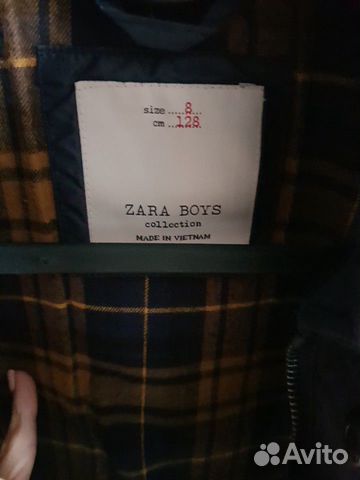 size.....8....
cm ..128...
ZARA BOYS
collection
MADE IN VIETNAM
Avito